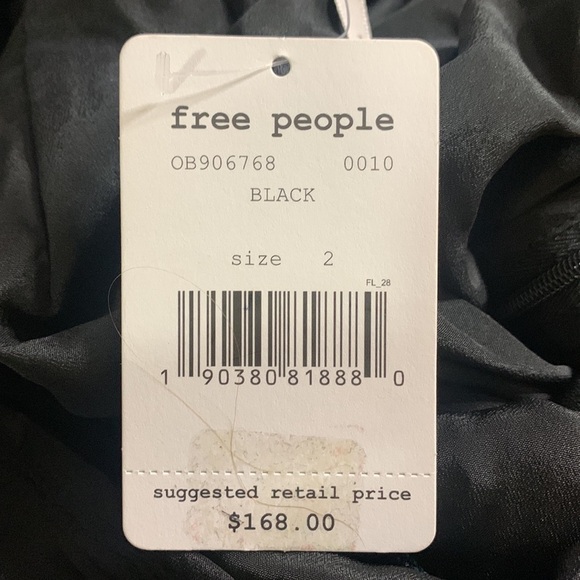 free people
OB906768 0010
BLACK
size 2
FL_28
1 90380 81888 0
suggested retail price
$168.00